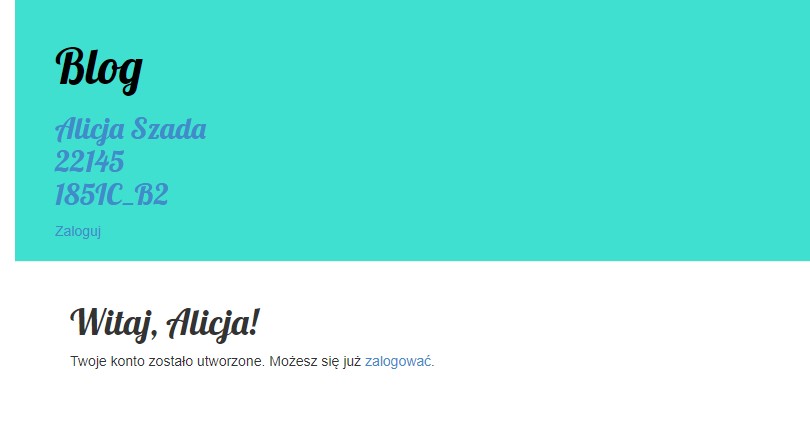 Blog
Alicja Szada
22145
185IC_B2
Zaloguj
Witaj, Alicja!
Twoje konto zostało utworzone. Możesz się już zalogować.